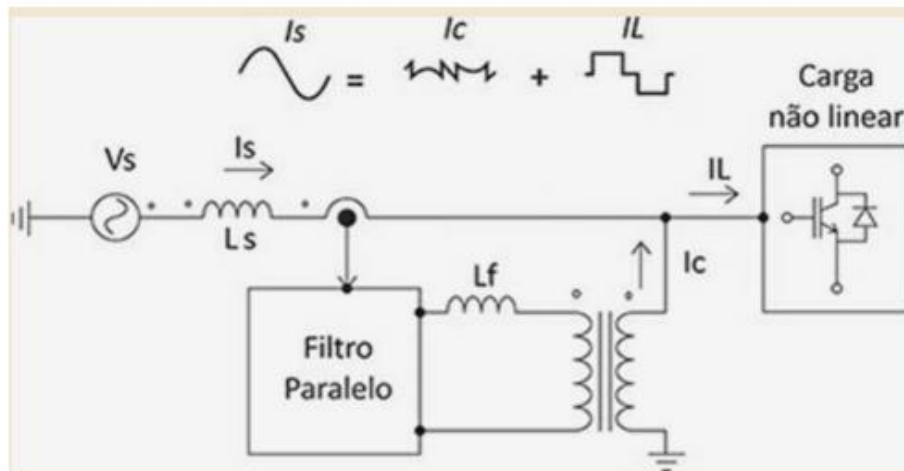 Is Ic IL
= +
Carga
não linear
Vs Is IL
Ls
Lf Ic
Filtro
Paralelo